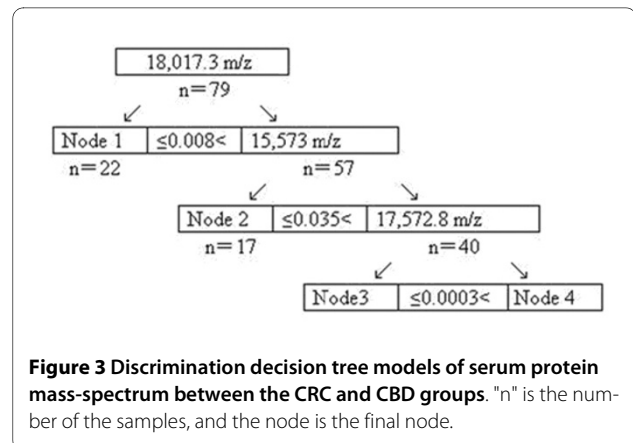 18,017.3 m/z
n=79
Node 1 ≤0.008< 15,573 m/z
n=22 n=57
Node 2 ≤0.035< 17,572.8 m/z
n=17 n=40
Node3 ≤0.0003< Node 4
Figure 3 Discrimination decision tree models of serum protein
mass-spectrum between the CRC and CBD groups. "n" is the num-
ber of the samples, and the node is the final node.